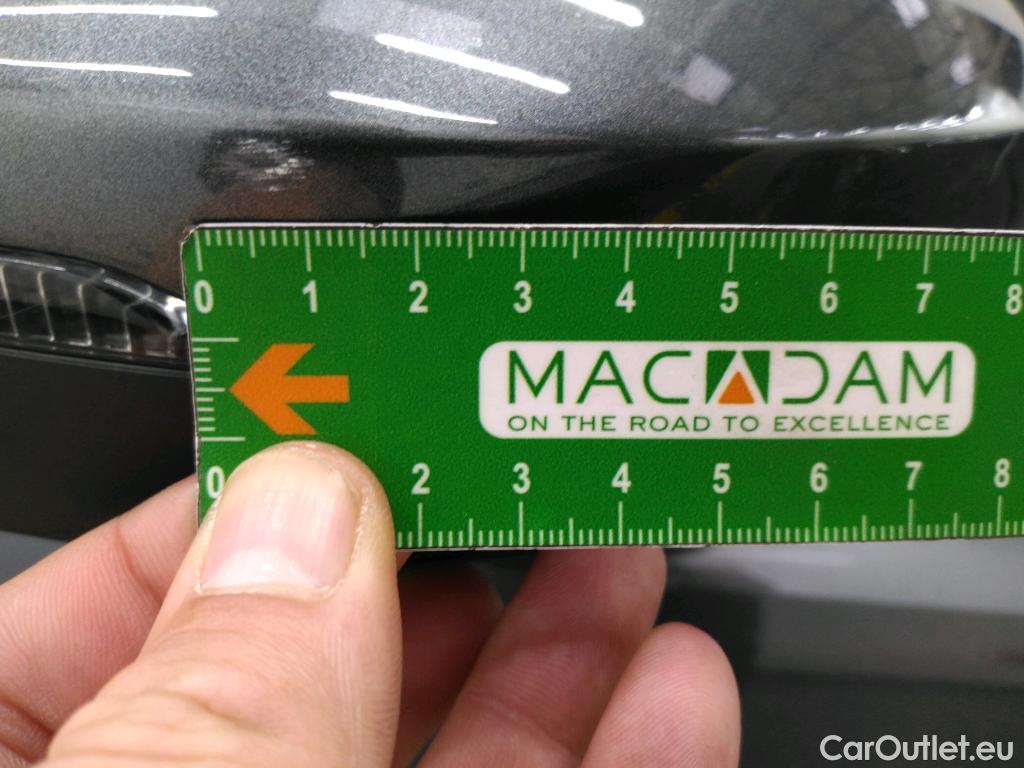 0 1 2 3 4 5 6 7 8
MACADAM
ON THE ROAD TO EXCELLENCE
0 2 3 4 5 6 7 8
CarOutlet.eu